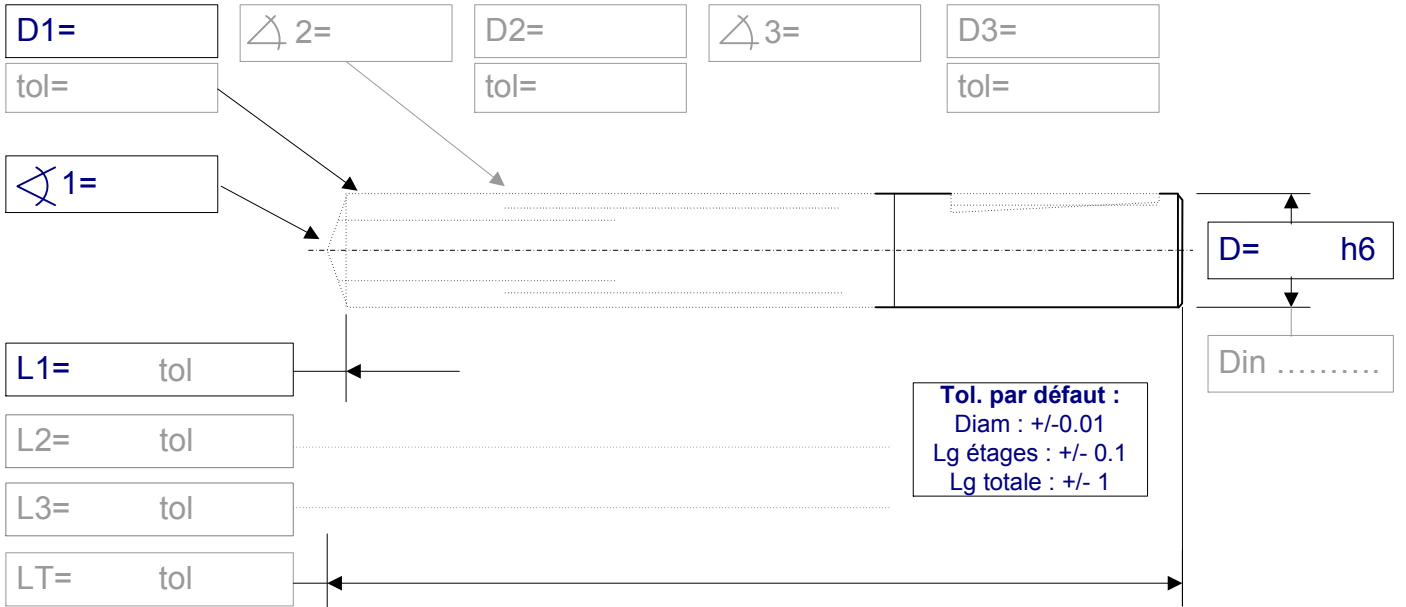 D1=
2=
D2=
3=
D3=
tol=
tol=
tol=
1=
D= h6
Din ..........
L1= tol
L2= tol
L3= tol
LT= tol
Tol. par défaut :
Diam : +/-0.01
Lg étages : +/- 0.1
Lg totale : +/- 1